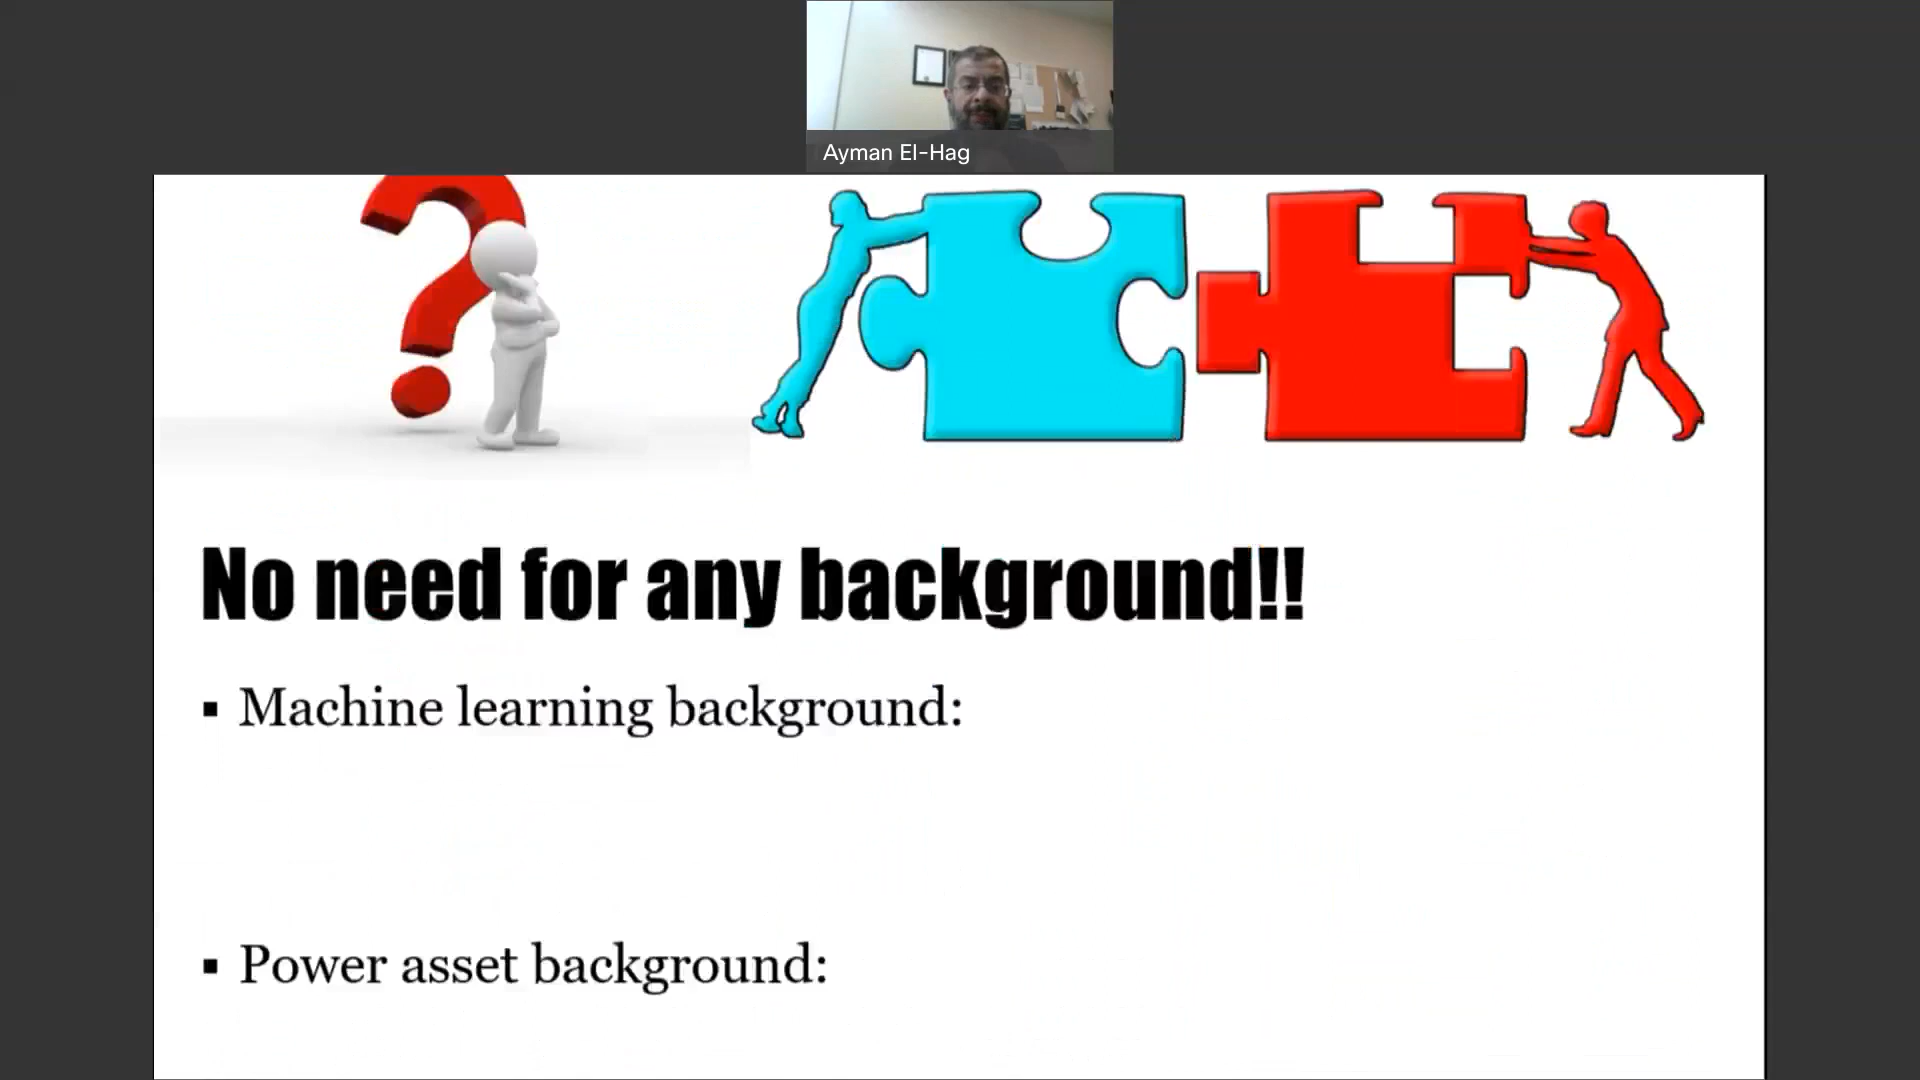 Ayman El-Hag
No need for any background!!
▪ Machine learning background:
▪ Power asset background: